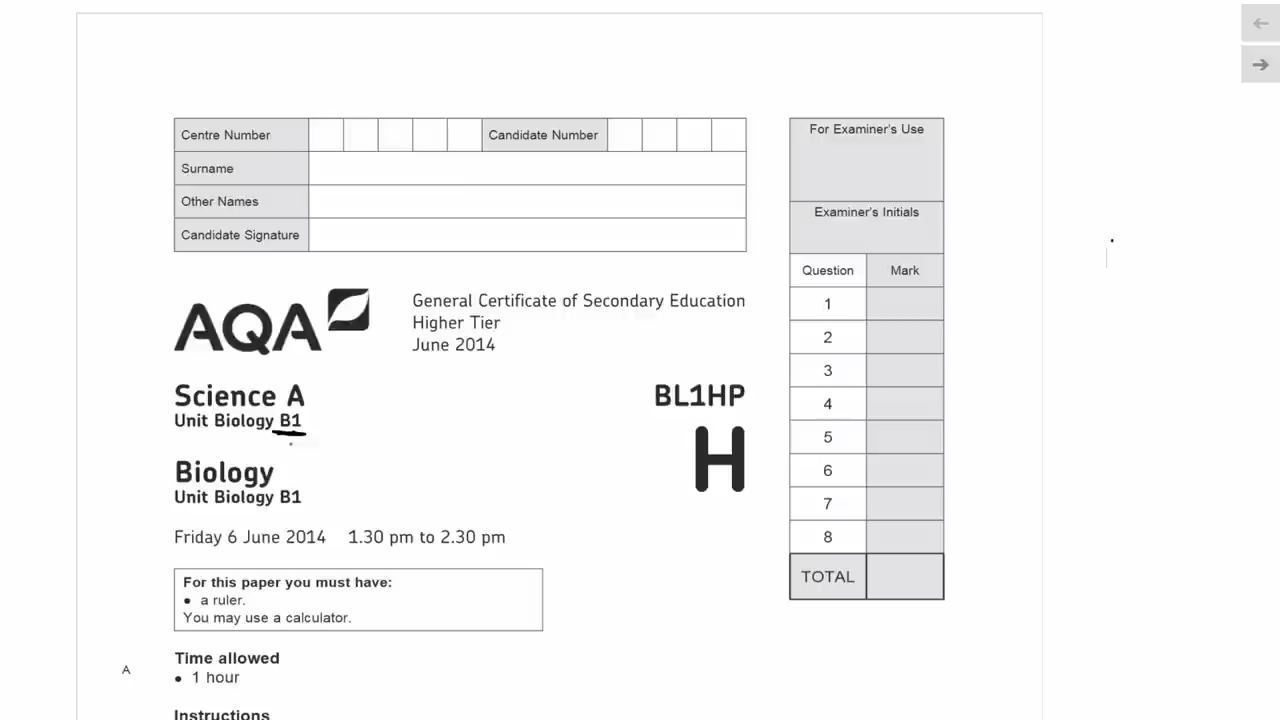 Centre Number
Candidate Number
Surname
Other Names
Candidate Signature
For Examiner's Use
Examiner's Initials
Question Mark
1
2
3
4
5
6
7
8
TOTAL
AQA
General Certificate of Secondary Education
Higher Tier
June 2014
Science A
Unit Biology B1
BL1HP
H
Biology
Unit Biology B1
Friday 6 June 2014 1.30 pm to 2.30 pm
For this paper you must have:
• a ruler.
You may use a calculator.
Time allowed
• 1 hour
A
Instructions